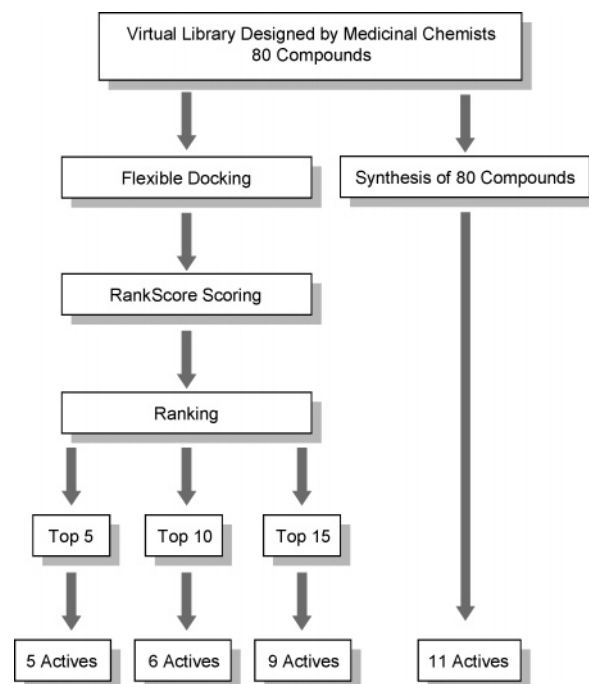 Virtual Library Designed by Medicinal Chemists
80 Compounds
Flexible Docking
Synthesis of 80 Compounds
RankScore Scoring
Ranking
Top 5
Top 10
Top 15
5 Actives
6 Actives
9 Actives
11 Actives